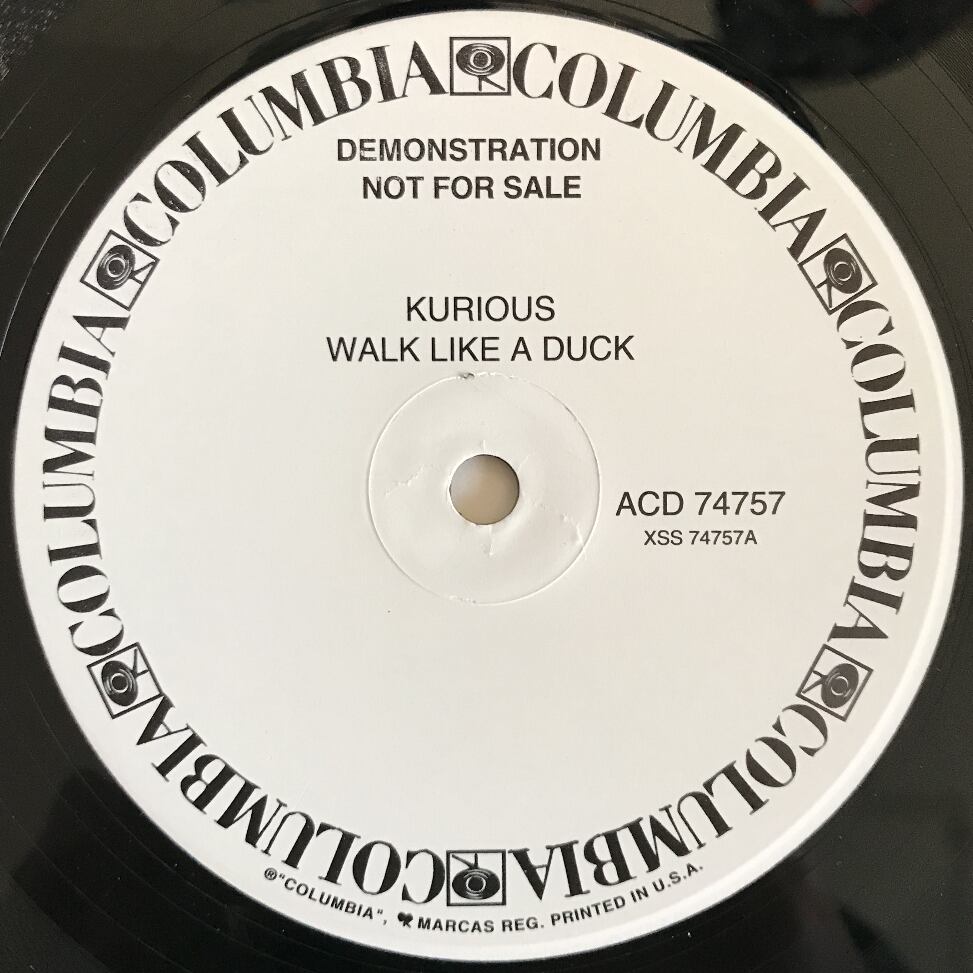 COLUMBIA COLUMBIA COLUMBIA COLUMBIA COLUMBIA COLUMBIA
DEMONSTRATION
NOT FOR SALE
KURIOUS
WALK LIKE A DUCK
ACD 74757
XSS 74757A
®"COLUMBIA", MARCAS REG. PRINTED IN U.S.A.